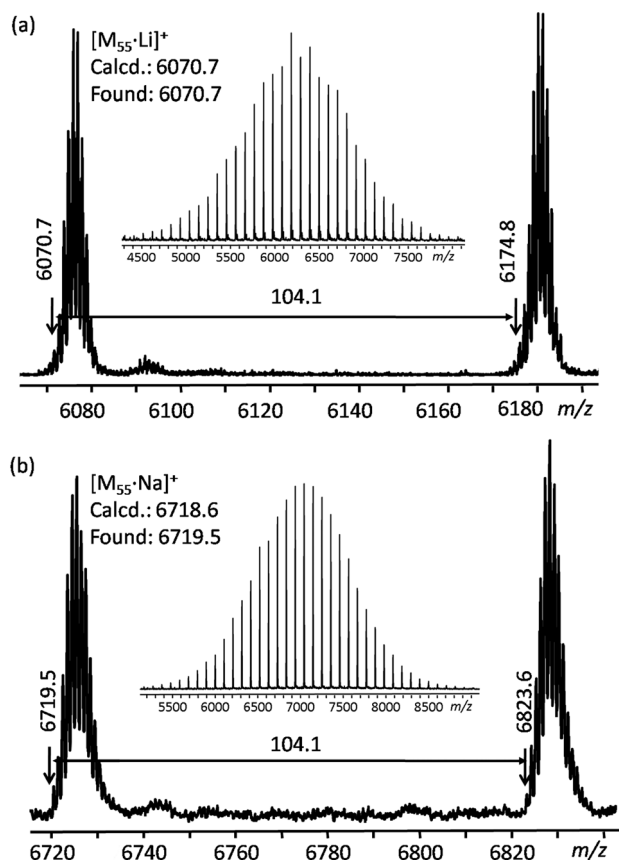 (a)
[M₅₅·Li]⁺
Calcd.: 6070.7
Found: 6070.7
4500 5000 5500 6000 6500 7000 7500 m/z
6070.7
6174.8
104.1
6080 6100 6120 6140 6160 6180 m/z
(b)
[M₅₅·Na]⁺
Calcd.: 6718.6
Found: 6719.5
5500 6000 6500 7000 7500 8000 8500 m/z
6719.5
6823.6
104.1
6720 6740 6760 6780 6800 6820 m/z